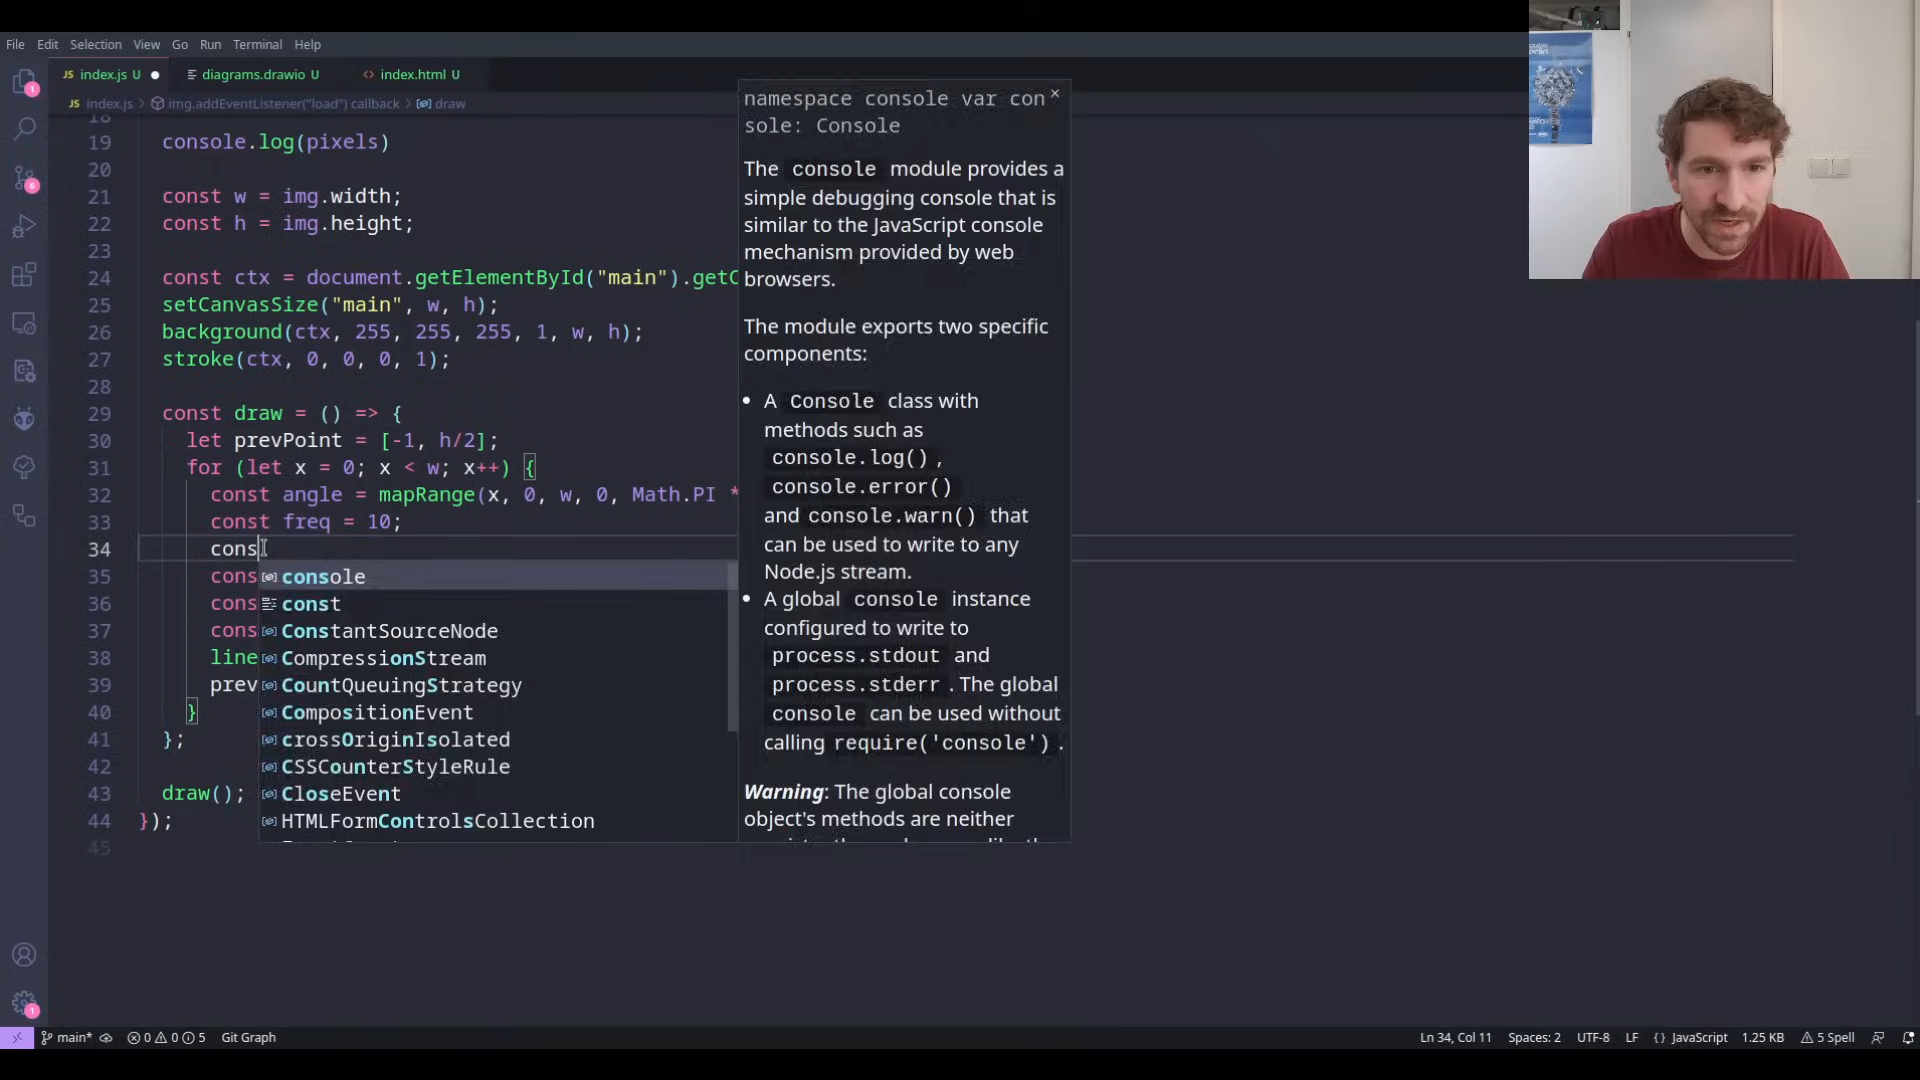 File Edit Selection View Go Run Terminal Help
JS index.js U diagrams.drawio U index.html U
JS index.js > img.addEventListener("load") callback > draw
18
19 console.log(pixels)
20
21 const w = img.width;
22 const h = img.height;
23
24 const ctx = document.getElementById("main").getC
25 setCanvasSize("main", w, h);
26 background(ctx, 255, 255, 255, 1, w, h);
27 stroke(ctx, 0, 0, 0, 1);
28
29 const draw = () => {
30 let prevPoint = [-1, h/2];
31 for (let x = 0; x < w; x++) {
32 const angle = mapRange(x, 0, w, 0, Math.PI *
33 const freq = 10;
34 cons
35 cons
36 cons
37 cons
38 line
39 prev
40 }
41 };
42
43 draw();
44 });
45
console
const
ConstantSourceNode
CompressionStream
CountQueuingStrategy
CompositionEvent
crossOriginIsolated
CSSCounterStyleRule
CloseEvent
HTMLFormControlsCollection
namespace console var con
sole: Console
The console module provides a
simple debugging console that is
similar to the JavaScript console
mechanism provided by web
browsers.
The module exports two specific
components:
• A Console class with
methods such as
console.log() ,
console.error()
and console.warn() that
can be used to write to any
Node.js stream.
• A global console instance
configured to write to
process.stdout and
process.stderr . The global
console can be used without
calling require('console') .
Warning: The global console
object's methods are neither
main* 0 0 5 Git Graph
Ln 34, Col 11 Spaces: 2 UTF-8 LF {} JavaScript 1.25 KB 5 Spell